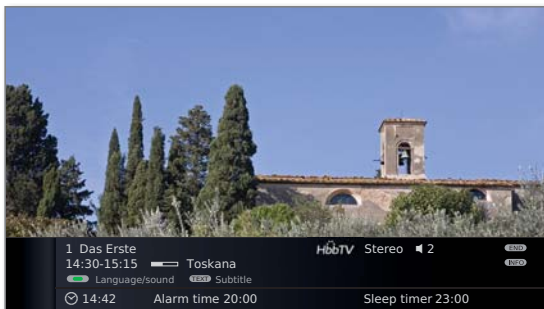 1 Das Erste HbbTV Stereo 2 END
14:30-15:15 Toskana INFO
Language/sound TEXT Subtitle
14:42 Alarm time 20:00 Sleep timer 23:00